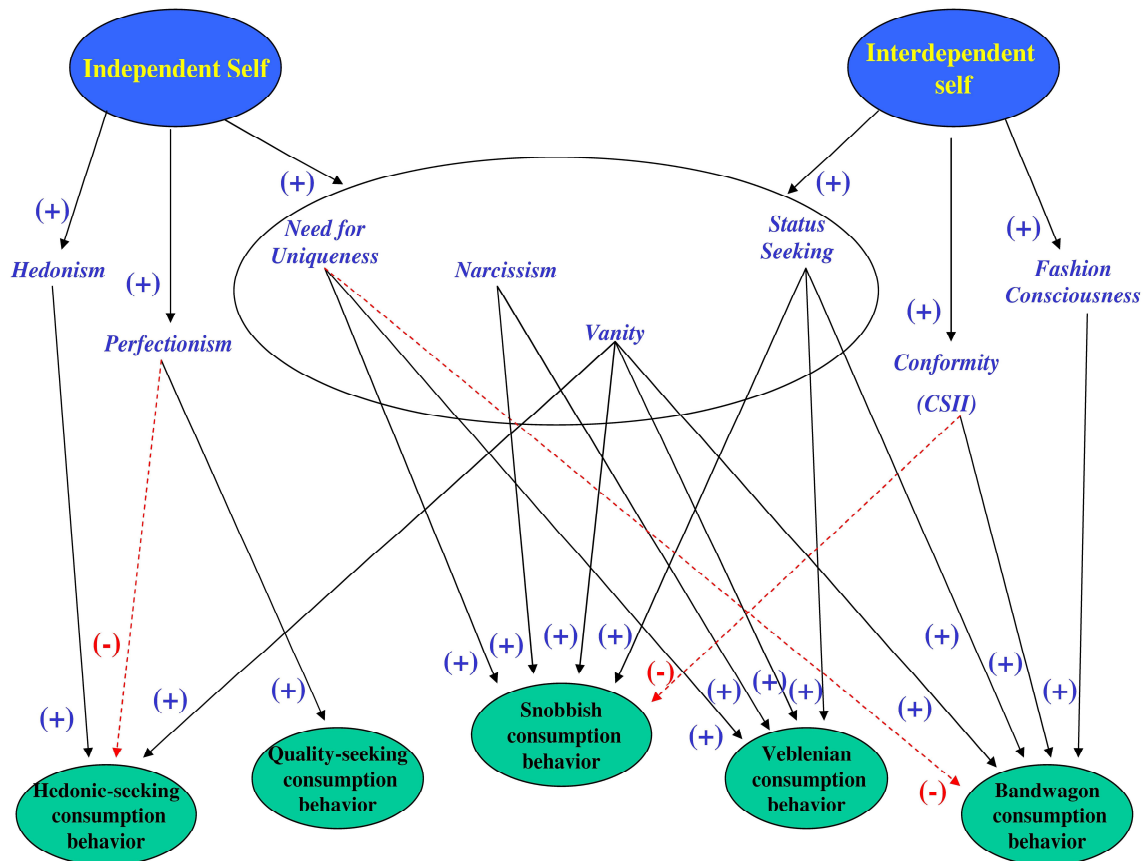 Independent Self
Interdependent
self
(+)
(+)
(+)
(+)
(+)
(+)
(+)
Need for
Uniqueness
Status
Seeking
Hedonism
Narcissism
Fashion
Consciousness
Perfectionism
Vanity
Conformity
(CSII)
(-)
(+)
(+)
(+)
(+)
(+)
(+)
(+)
(-)
(+)
(+)
(+)
(+)
(+)
(+)
(+)
(+)
(-)
Snobbish
consumption
behavior
Quality-seeking
consumption
behavior
Veblenian
consumption
behavior
Hedonic-seeking
consumption
behavior
Bandwagon
consumption
behavior